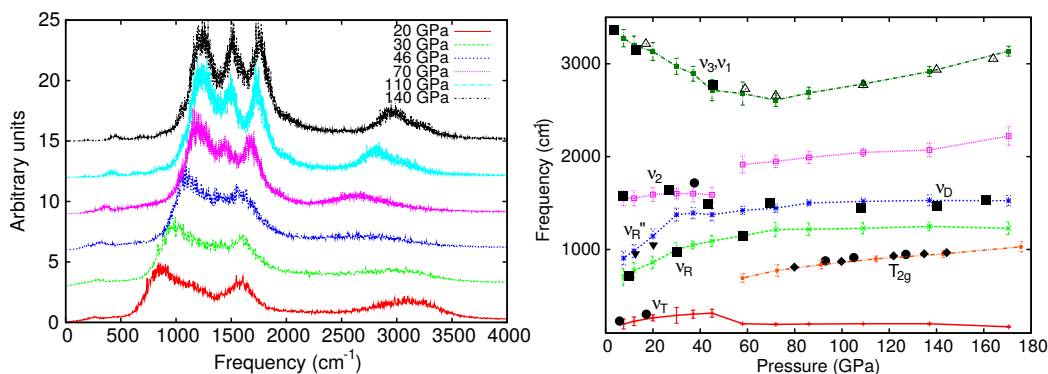 25
20
15
10
5
0
0 500 1000 1500 2000 2500 3000 3500 4000
Arbitrary units
Frequency (cm-1)
20 GPa
30 GPa
46 GPa
70 GPa
110 GPa
140 GPa
3000
2000
1000
0 20 40 60 80 100 120 140 160 180
Frequency (cm-1)
Pressure (GPa)
ν3,ν1
ν2
νD
νR''
νR
T2g
νT